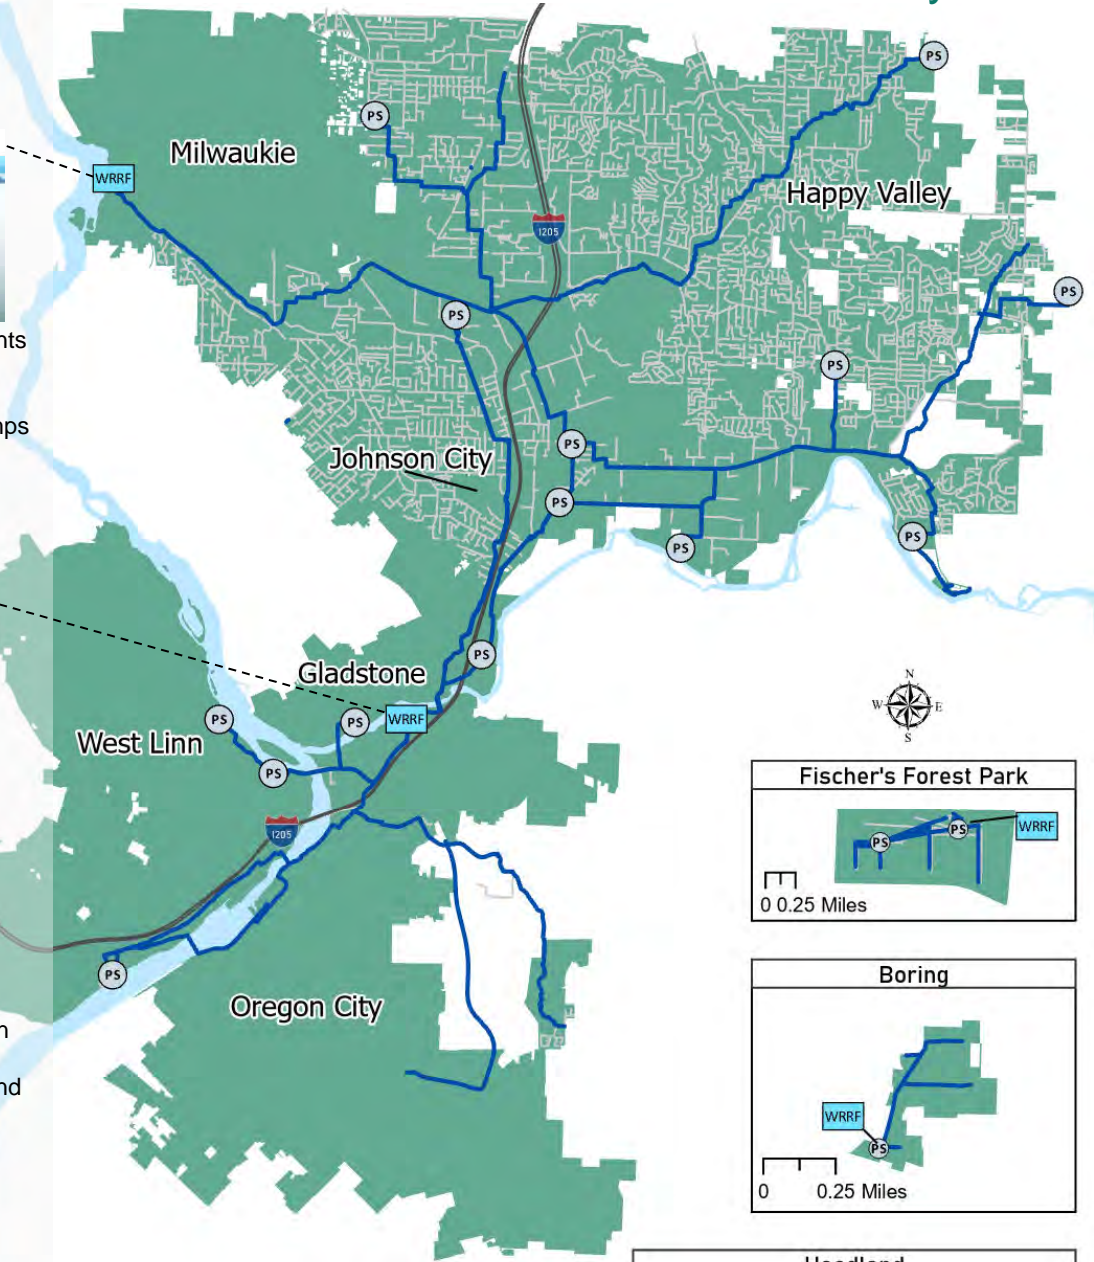 PS
PS
Milwaukie
WRRF
Happy Valley
1205
PS
PS
nts
PS
nps
PS
Johnson City
PS
PS
PS
PS
Gladstone
N
W
E
S
WRRF
PS
PS
West Linn
PS
Fischer's Forest Park
1205
PS
PS
WRRF
0 0.25 Miles
PS
Boring
Oregon City
nd
WRRF
PS
0 0.25 Miles